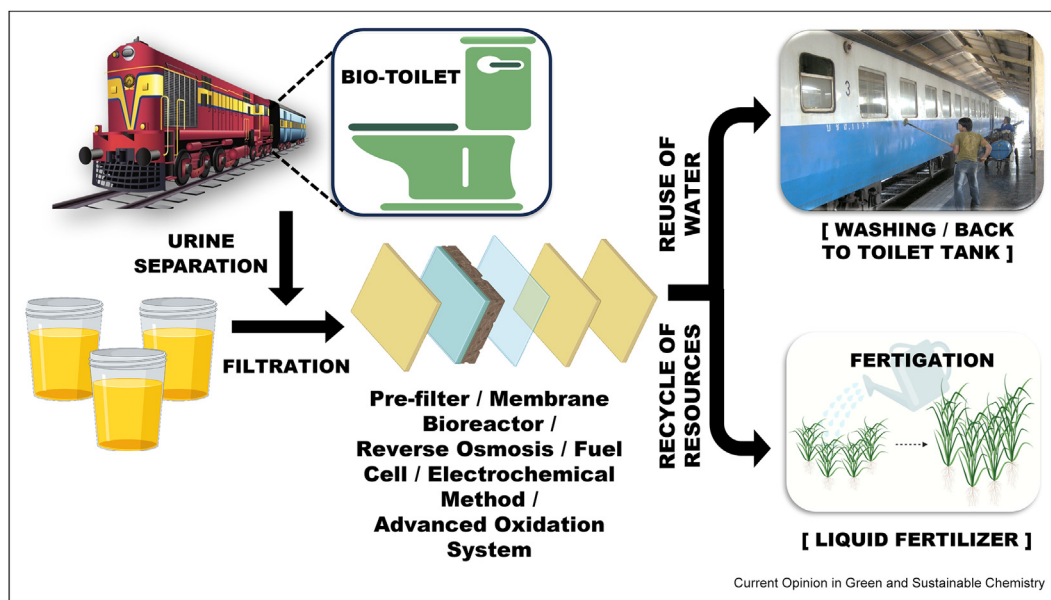 BIO-TOILET
URINE
SEPARATION
FILTRATION
Pre-filter / Membrane
Bioreactor /
Reverse Osmosis / Fuel
Cell / Electrochemical
Method /
Advanced Oxidation
System
REUSE OF
WATER
RECYCLE OF
RESOURCES
3
[ WASHING / BACK
TO TOILET TANK ]
FERTIGATION
[ LIQUID FERTILIZER ]
Current Opinion in Green and Sustainable Chemistry